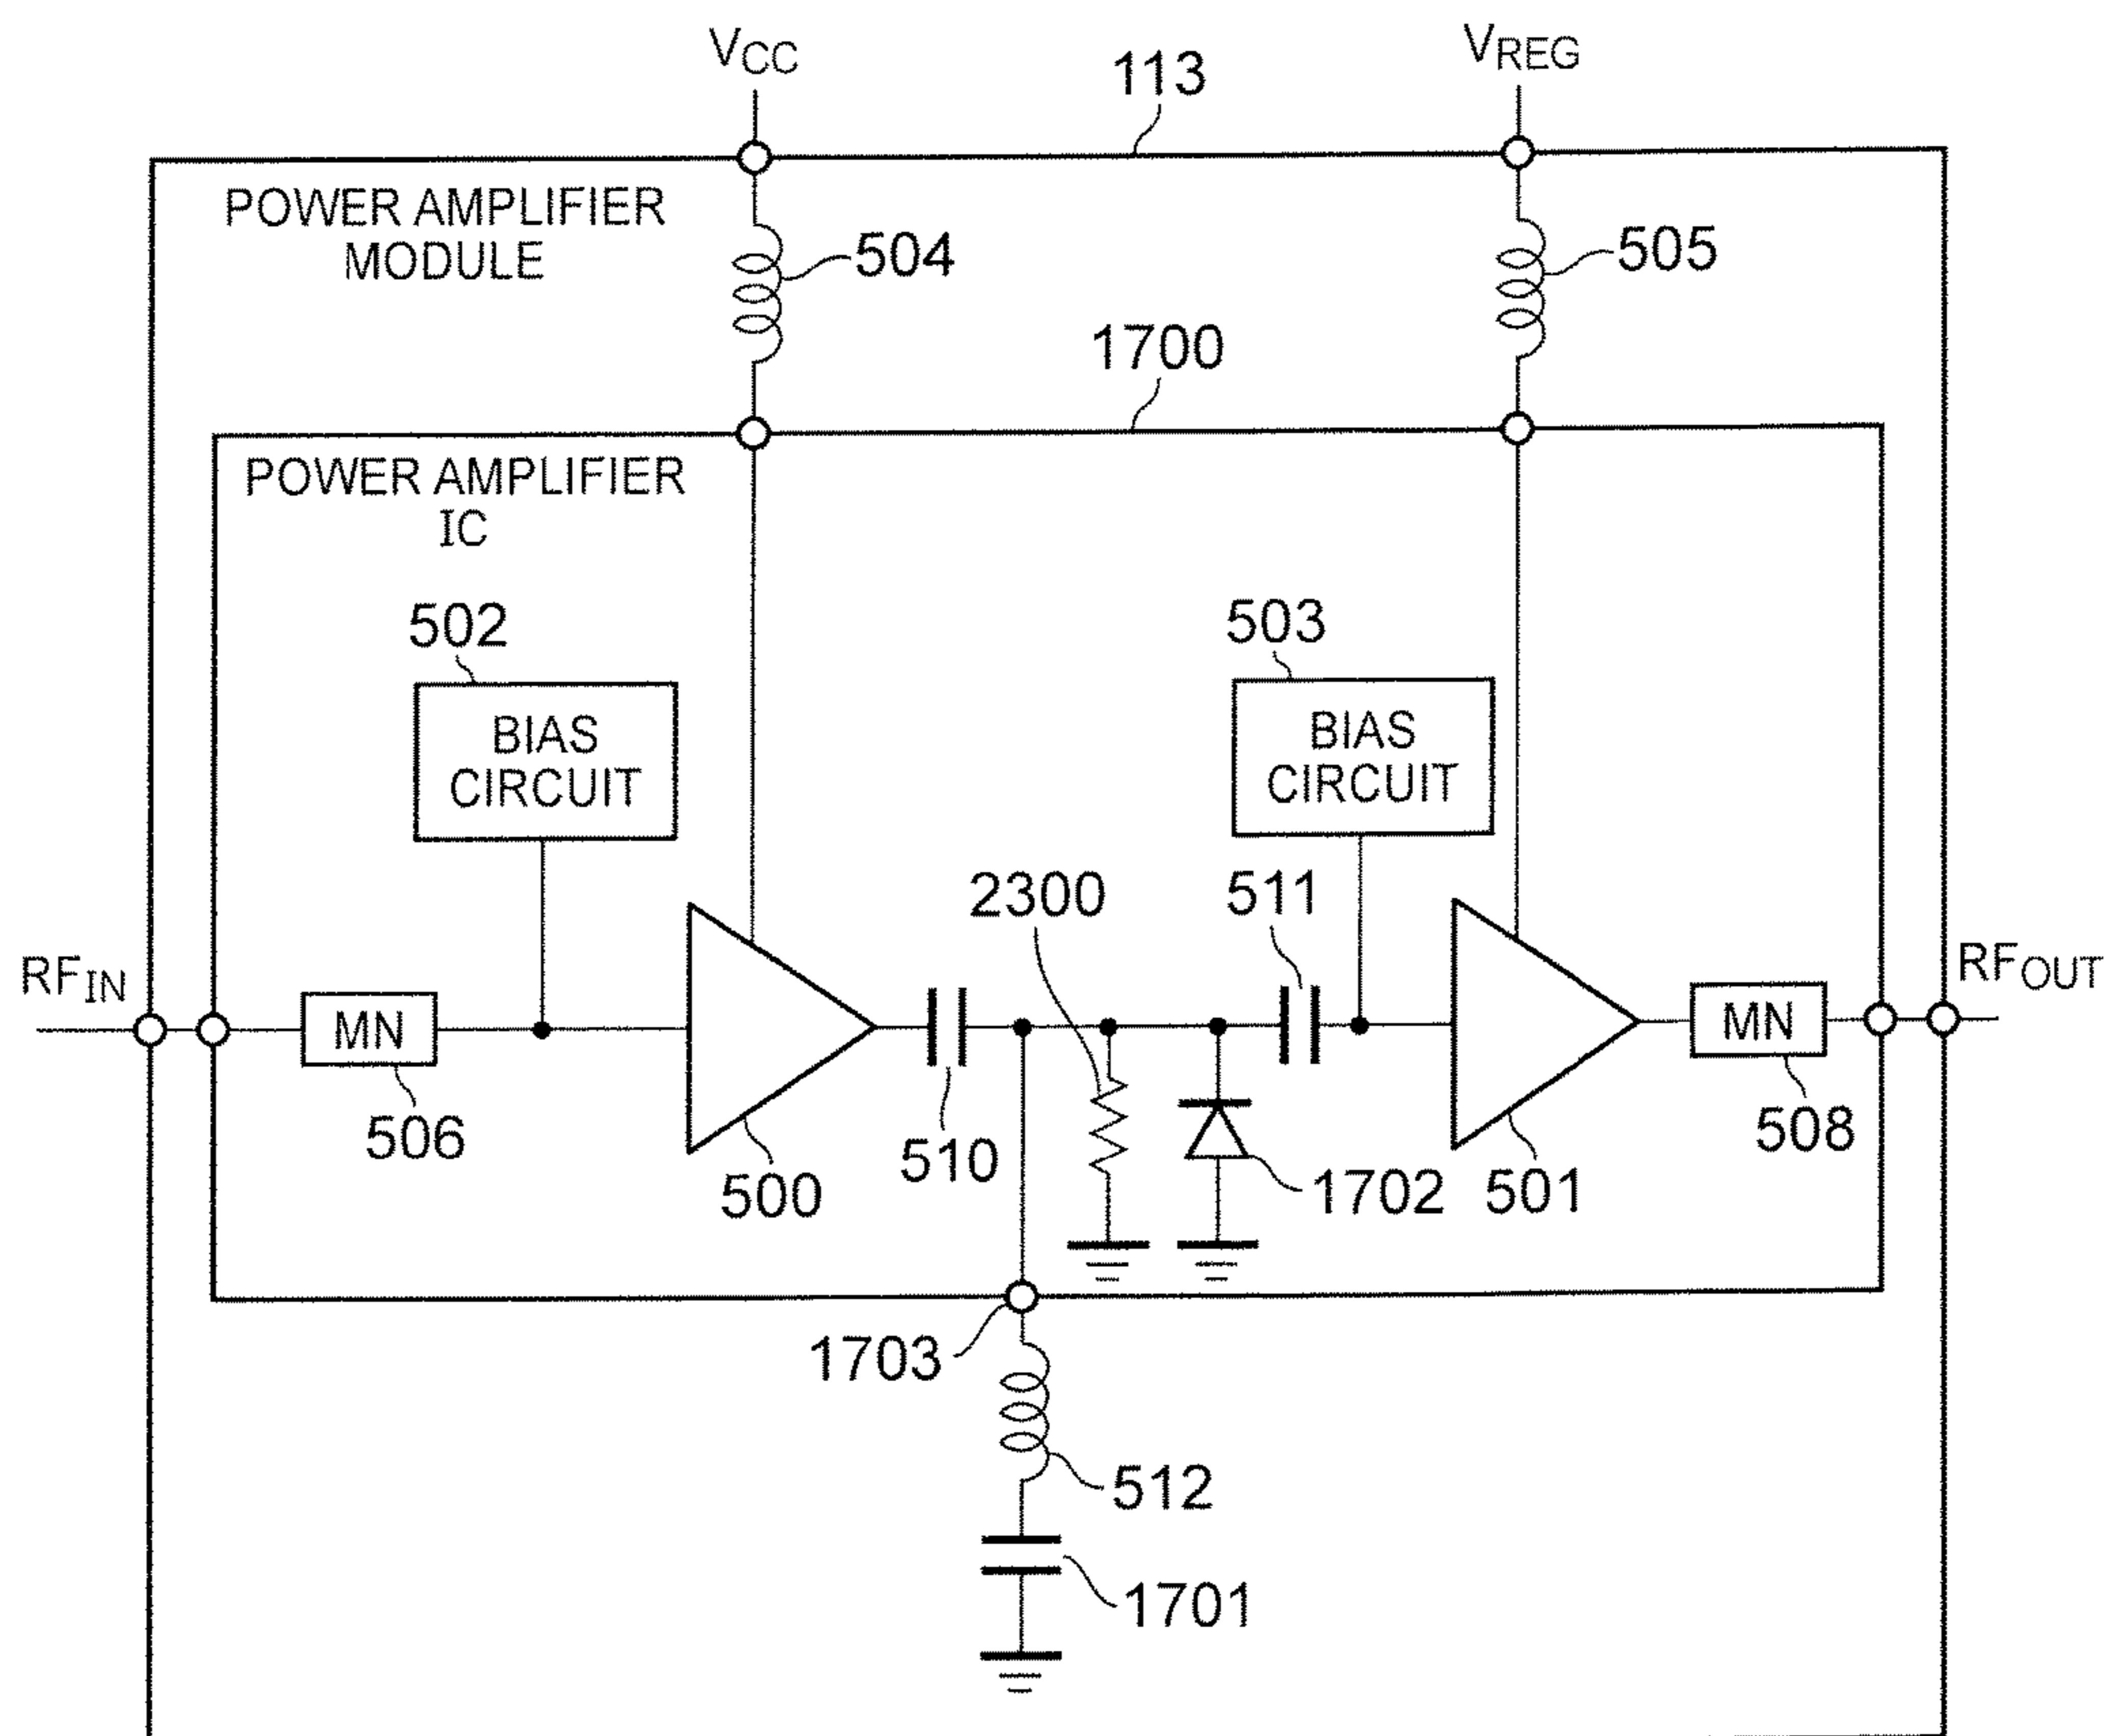 VCC
VREG
113
POWER AMPLIFIER
MODULE
504
505
1700
POWER AMPLIFIER
IC
502
503
BIAS
CIRCUIT
BIAS
CIRCUIT
2300
511
RFIN
RFOUT
MN
MN
506
500
510
1702
501
508
1703
512
1701